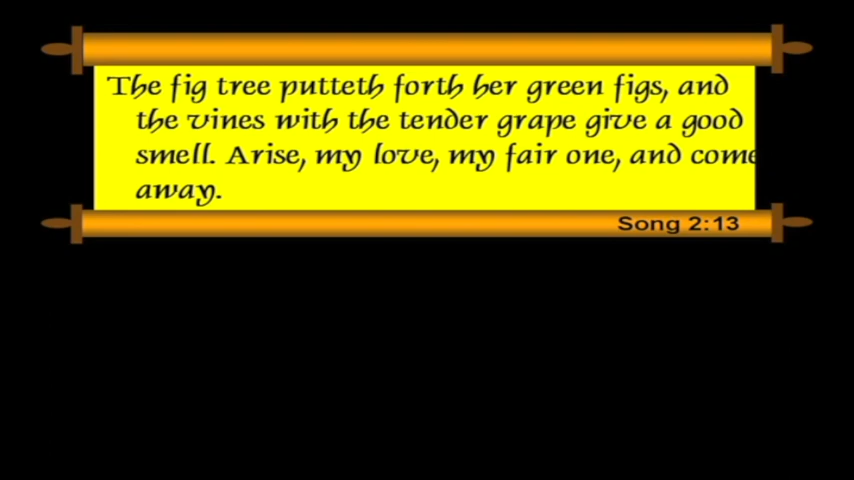 The fig tree putteth forth her green figs, and
the vines with the tender grape give a good
smell. Arise, my love, my fair one, and come
away.
Song 2:13